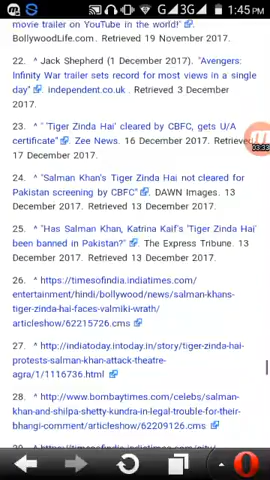 3G 1:45 PM
movie trailer on YouTube in the world!"
BollywoodLife.com. Retrieved 19 November 2017.
22. ^ Jack Shepherd (1 December 2017). "Avengers:
Infinity War trailer sets record for most views in a single
day". independent.co.uk . Retrieved 3 December
2017.
23. ^ " 'Tiger Zinda Hai' cleared by CBFC, gets U/A
certificate". Zee News. 16 December 2017. Retrieved
17 December 2017.
03:33
24. ^ "Salman Khan's Tiger Zinda Hai not cleared for
Pakistan screening by CBFC". DAWN Images. 13
December 2017. Retrieved 13 December 2017.
25. ^ "Has Salman Khan, Katrina Kaif's 'Tiger Zinda Hai'
been banned in Pakistan?". The Express Tribune. 13
December 2017. Retrieved 13 December 2017.
26. ^ https://timesofindia.indiatimes.com/
entertainment/hindi/bollywood/news/salman-khans-
tiger-zinda-hai-faces-valmiki-wrath/
articleshow/62215726.cms
27. ^ http://indiatoday.intoday.in/story/tiger-zinda-hai-
protests-salman-khan-attack-theatre-
agra/1/1116736.html
28. ^ http://www.bombaytimes.com/celebs/salman-
khan-and-shilpa-shetty-kundra-in-legal-trouble-for-their-
bhangi-comment/articleshow/62209126.cms